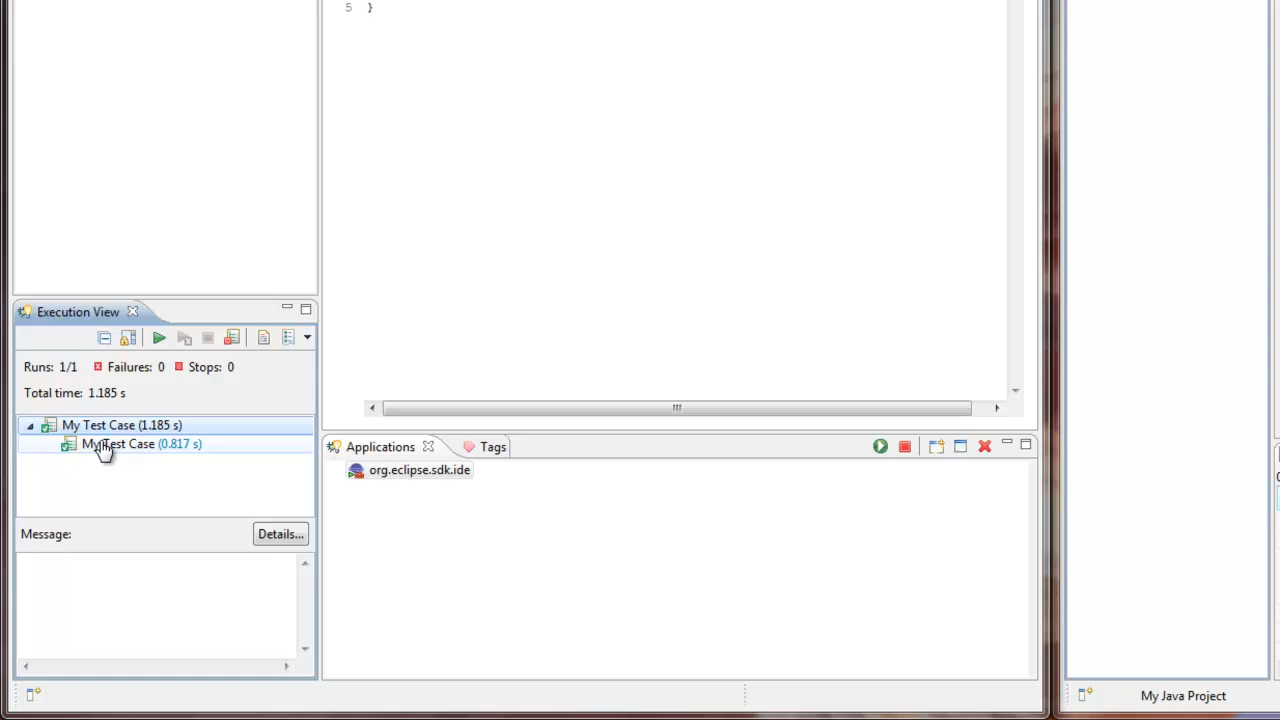 5 }
Execution View
Runs: 1/1 Failures: 0 Stops: 0
Total time: 1.185 s
My Test Case (1.185 s)
My Test Case (0.817 s)
Message:
Details...
Applications
Tags
org.eclipse.sdk.ide
My Java Project